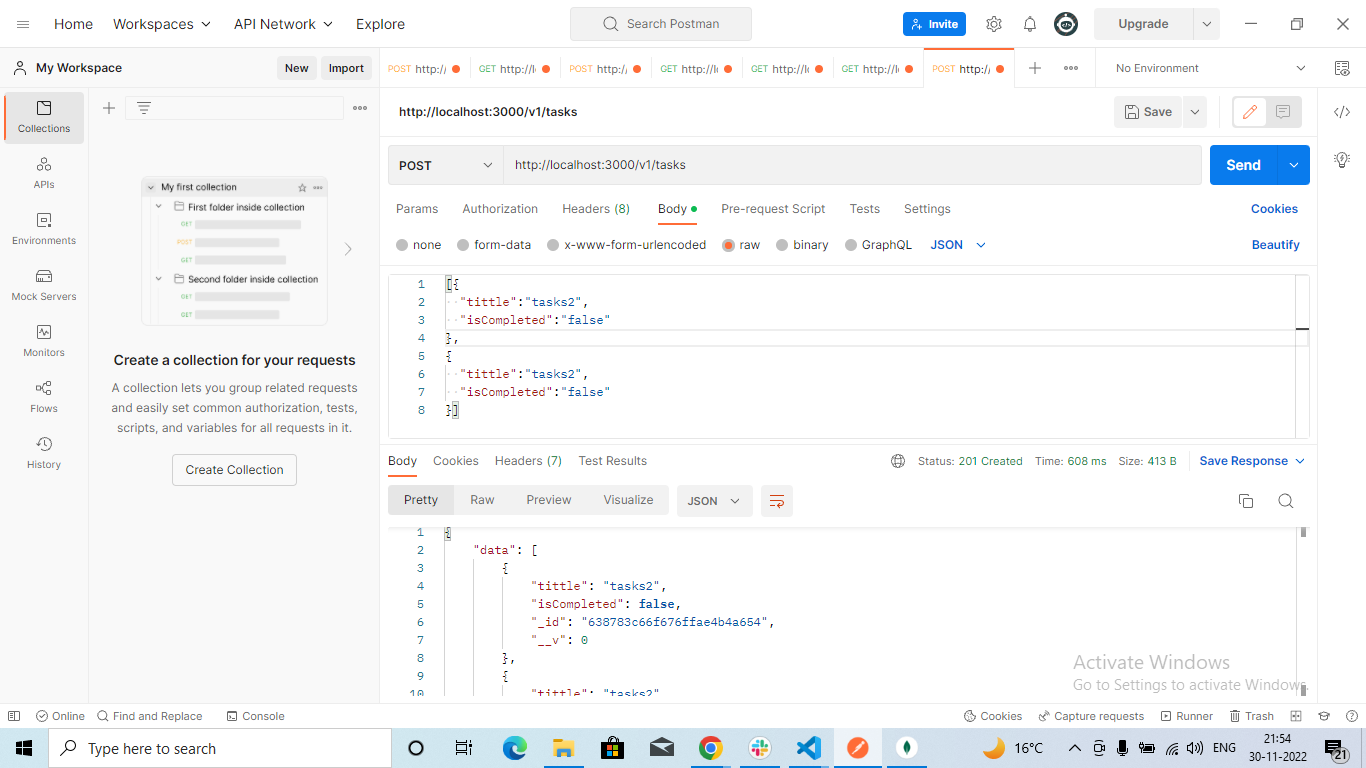 Home
Workspaces
API Network
Explore
Search Postman
Invite
Upgrade
My Workspace
New
Import
POST http:/
GET http://l
POST http:/
GET http://l
GET http://l
GET http://l
POST http:/
No Environment
Collections
APIs
Environments
Mock Servers
Monitors
Flows
History
My first collection
First folder inside collection
GET
POST
GET
Second folder inside collection
GET
GET
Create a collection for your requests
A collection lets you group related requests
and easily set common authorization, tests,
scripts, and variables for all requests in it.
Create Collection
http://localhost:3000/v1/tasks
Save
POST
http://localhost:3000/v1/tasks
Send
Params
Authorization
Headers (8)
Body
Pre-request Script
Tests
Settings
Cookies
none
form-data
x-www-form-urlencoded
raw
binary
GraphQL
JSON
Beautify
1 [{
2 "tittle":"tasks2",
3 "isCompleted":"false"
4 },
5 {
6 "tittle":"tasks2",
7 "isCompleted":"false"
8 }]
Body
Cookies
Headers (7)
Test Results
Status: 201 Created
Time: 608 ms
Size: 413 B
Save Response
Pretty
Raw
Preview
Visualize
JSON
1 {
2 "data": [
3 {
4 "tittle": "tasks2",
5 "isCompleted": false,
6 "_id": "638783c66f676ffae4b4a654",
7 "__v": 0
8 },
9 {
10 "tittle": "tasks2"
Activate Windows
Go to Settings to activate Windows.
Online
Find and Replace
Console
Cookies
Capture requests
Runner
Trash
Type here to search
16°C
ENG
21:54
30-11-2022
21